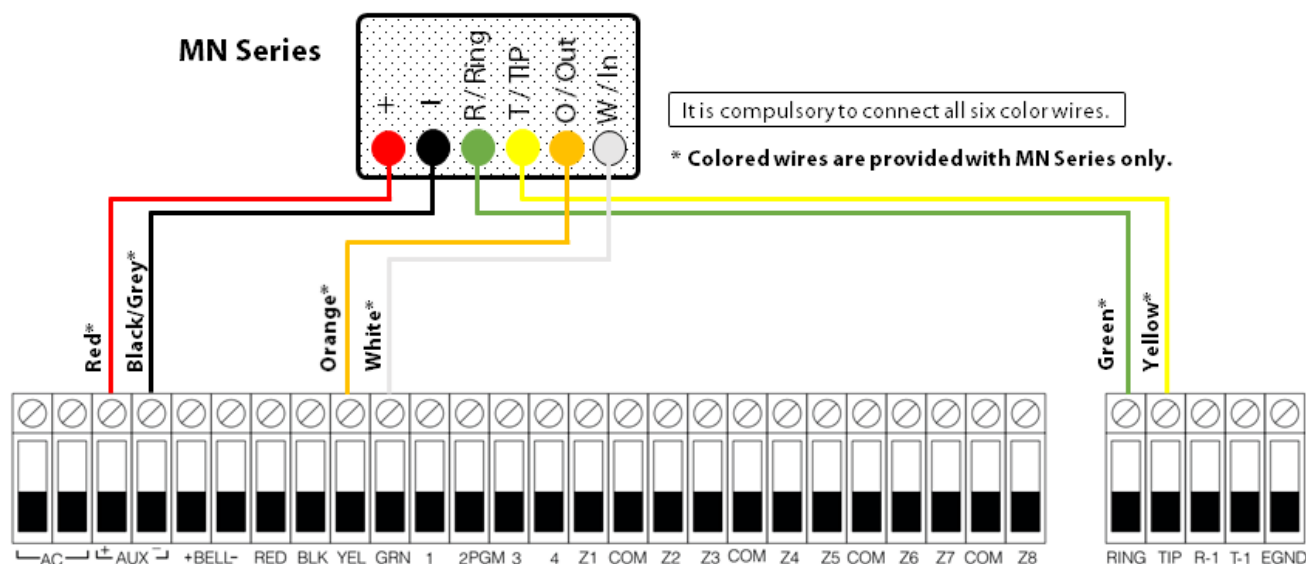 MN Series
+
−
R / Ring
T / TIP
O / Out
W / In
It is compulsory to connect all six color wires.
* Colored wires are provided with MN Series only.
Red*
Black/Grey*
Orange*
White*
Green*
Yellow*
AC + AUX − +BELL- RED BLK YEL GRN 1 2PGM 3 4 Z1 COM Z2 Z3 COM Z4 Z5 COM Z6 Z7 COM Z8 RING TIP R-1 T-1 EGND